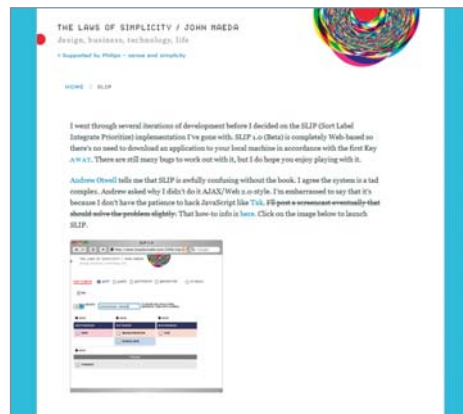 THE LAWS OF SIMPLICITY / JOHN MAEDA
design, business, technology, life
Supported by Philips – sense and simplicity
HOME / SLIP
I went through several iterations of development before I decided on the SLIP (Sort Label
Integrate Prioritize) implementation I've gone with. SLIP 1.0 (Beta) is completely Web-based so
there's no need to download an application to your local machine in accordance with the first Key
AWAY. There are still many bugs to work out with it, but I do hope you enjoy playing with it.
Andrew Otwell tells me that SLIP is awfully confusing without the book. I agree the system is a tad
complex. Andrew asked why I didn't do it AJAX/Web 2.0-style. I'm embarrassed to say that it's
because I don't have the patience to hack JavaScript like Tak. I'll post a screencast eventually that
should solve the problem slightly. That how-to info is here. Click on the image below to launch
SLIP.